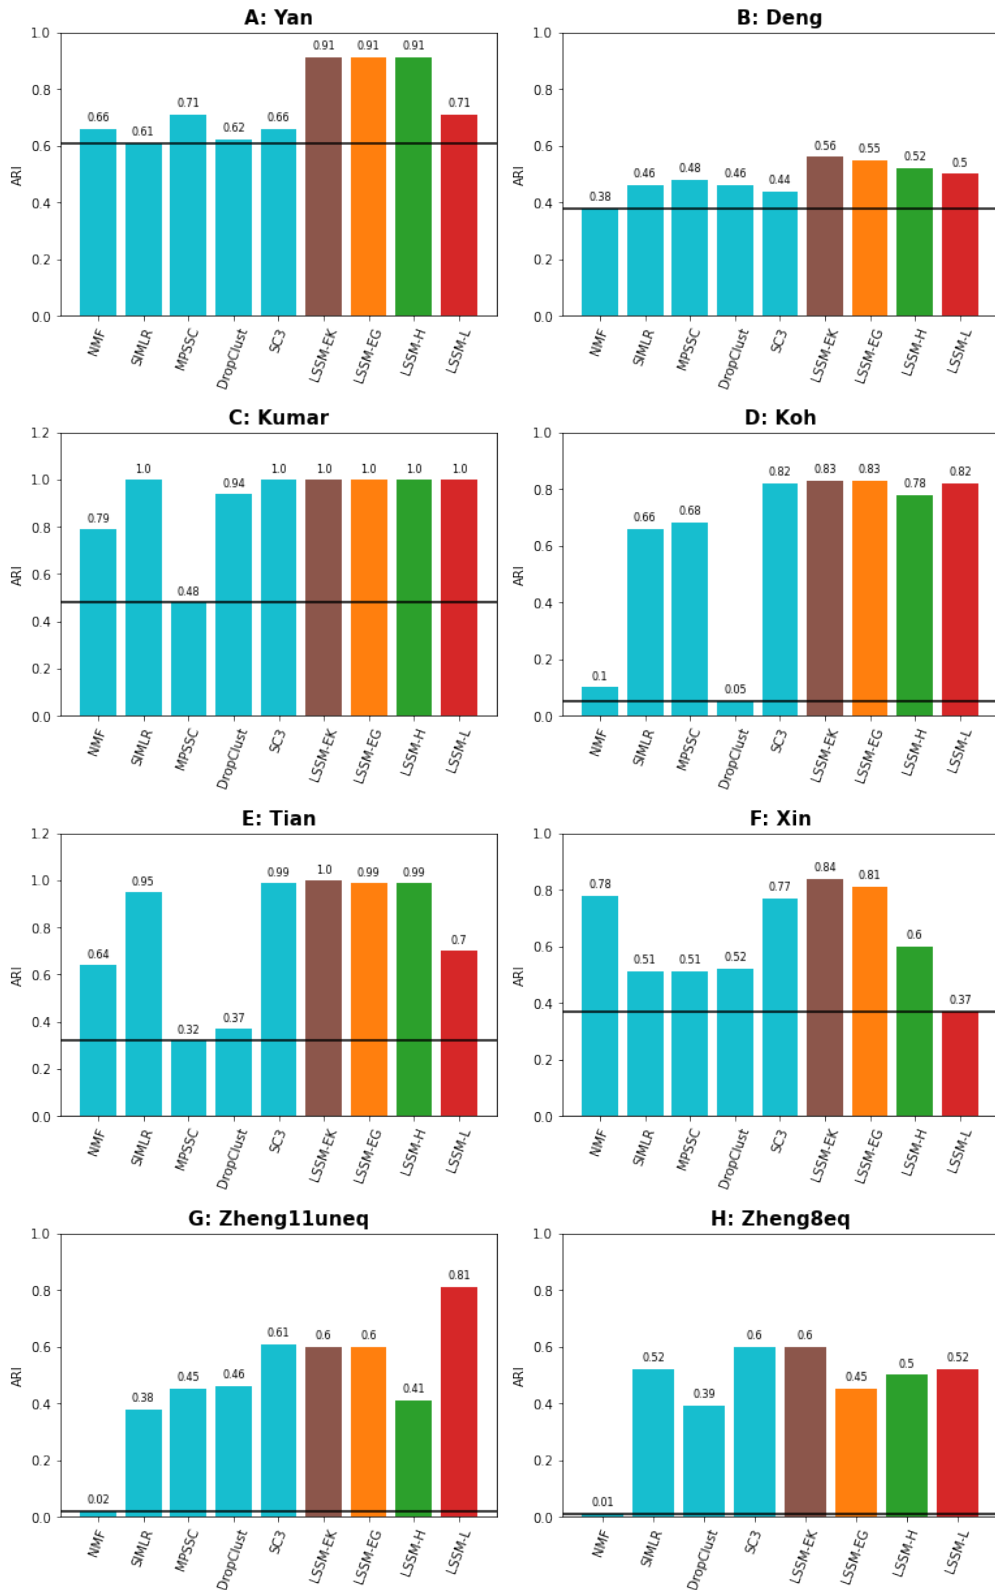 A: Yan
1.0
0.8
0.6
0.4
0.2
0.0
ARI
0.66
0.61
0.71
0.62
0.66
0.91
0.91
0.91
0.71
NMF
SIMLR
MPSSC
DropClust
SC3
LSSM-EK
LSSM-EG
LSSM-H
LSSM-L
B: Deng
1.0
0.8
0.6
0.4
0.2
0.0
ARI
0.38
0.46
0.48
0.46
0.44
0.56
0.55
0.52
0.5
NMF
SIMLR
MPSSC
DropClust
SC3
LSSM-EK
LSSM-EG
LSSM-H
LSSM-L
C: Kumar
1.2
1.0
0.8
0.6
0.4
0.2
0.0
ARI
0.79
1.0
0.48
0.94
1.0
1.0
1.0
1.0
1.0
NMF
SIMLR
MPSSC
DropClust
SC3
LSSM-EK
LSSM-EG
LSSM-H
LSSM-L
D: Koh
1.0
0.8
0.6
0.4
0.2
0.0
ARI
0.1
0.66
0.68
0.05
0.82
0.83
0.83
0.78
0.82
NMF
SIMLR
MPSSC
DropClust
SC3
LSSM-EK
LSSM-EG
LSSM-H
LSSM-L
E: Tian
1.2
1.0
0.8
0.6
0.4
0.2
0.0
ARI
0.64
0.95
0.32
0.37
0.99
1.0
0.99
0.99
0.7
NMF
SIMLR
MPSSC
DropClust
SC3
LSSM-EK
LSSM-EG
LSSM-H
LSSM-L
F: Xin
1.0
0.8
0.6
0.4
0.2
0.0
ARI
0.78
0.51
0.51
0.52
0.77
0.84
0.81
0.6
0.37
NMF
SIMLR
MPSSC
DropClust
SC3
LSSM-EK
LSSM-EG
LSSM-H
LSSM-L
G: Zheng11uneq
1.0
0.8
0.6
0.4
0.2
0.0
ARI
0.02
0.38
0.45
0.46
0.61
0.6
0.6
0.41
0.81
NMF
SIMLR
MPSSC
DropClust
SC3
LSSM-EK
LSSM-EG
LSSM-H
LSSM-L
H: Zheng8eq
1.0
0.8
0.6
0.4
0.2
0.0
ARI
0.01
0.52
0.39
0.6
0.6
0.45
0.5
0.52
NMF
SIMLR
DropClust
SC3
LSSM-EK
LSSM-EG
LSSM-H
LSSM-L